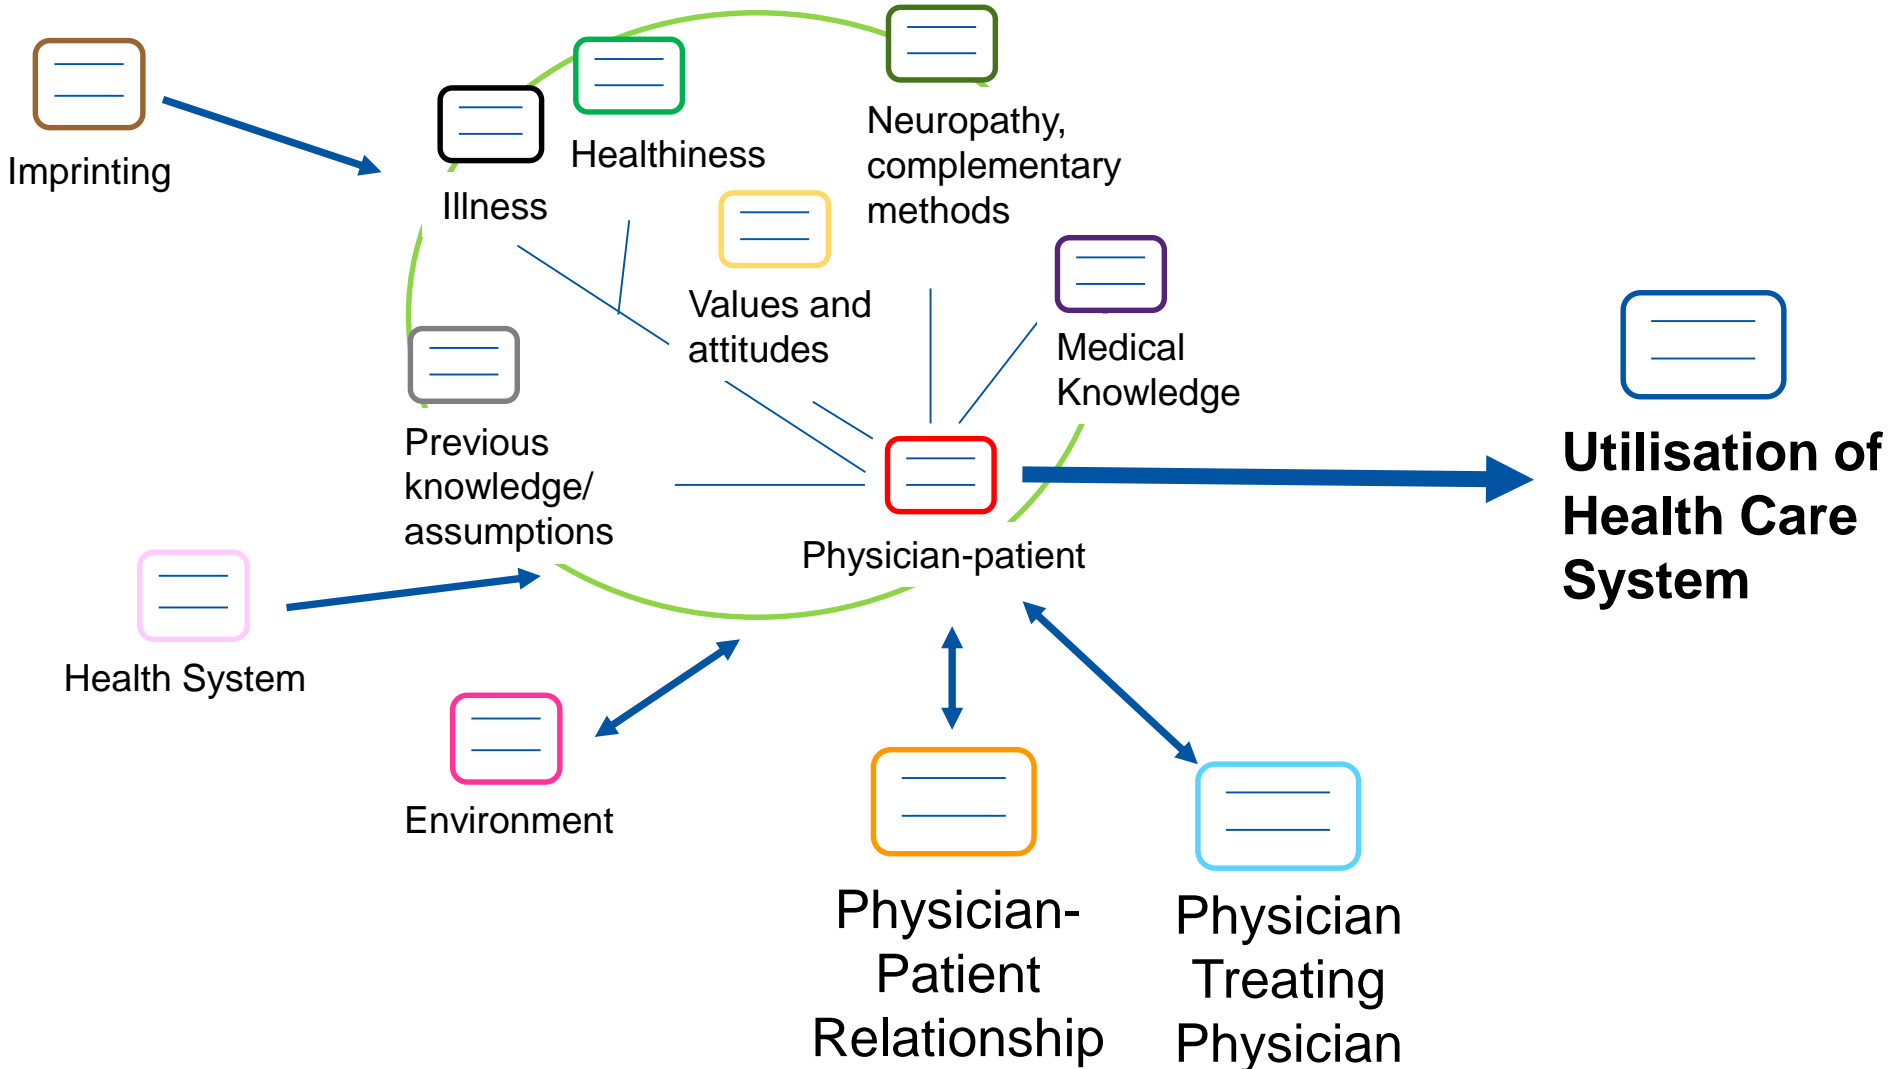 Imprinting
Illness
Healthiness
Neuropathy,
complementary
methods
Values and
attitudes
Medical
Knowledge
Previous
knowledge/
assumptions
Physician-patient
Utilisation of
Health Care
System
Health System
Environment
Physician-
Patient
Relationship
Physician
Treating
Physician